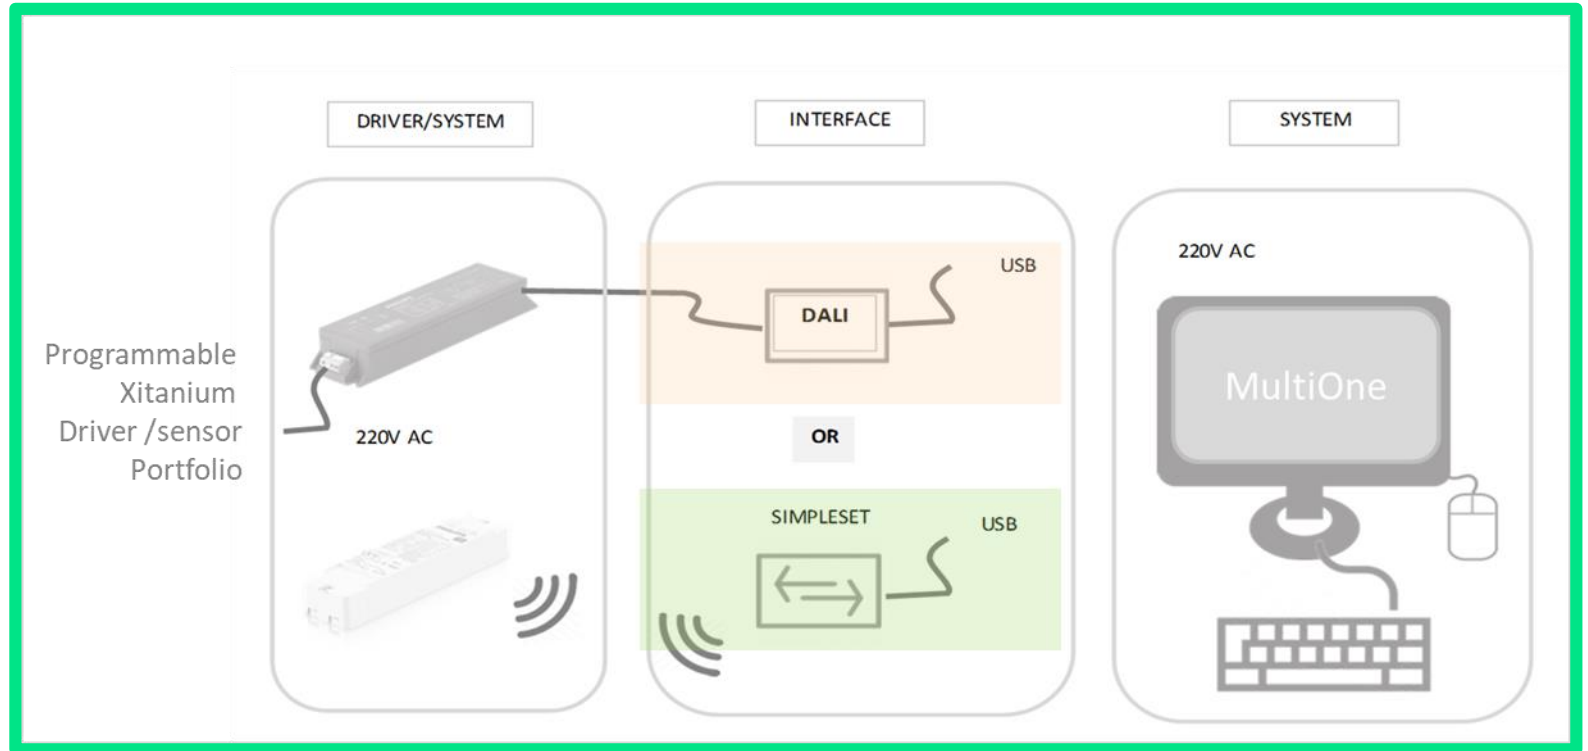 DRIVER/SYSTEM
INTERFACE
SYSTEM
Programmable
Xitanium
Driver /sensor
Portfolio
220V AC
USB
DALI
OR
SIMPLESET
USB
220V AC
MultiOne